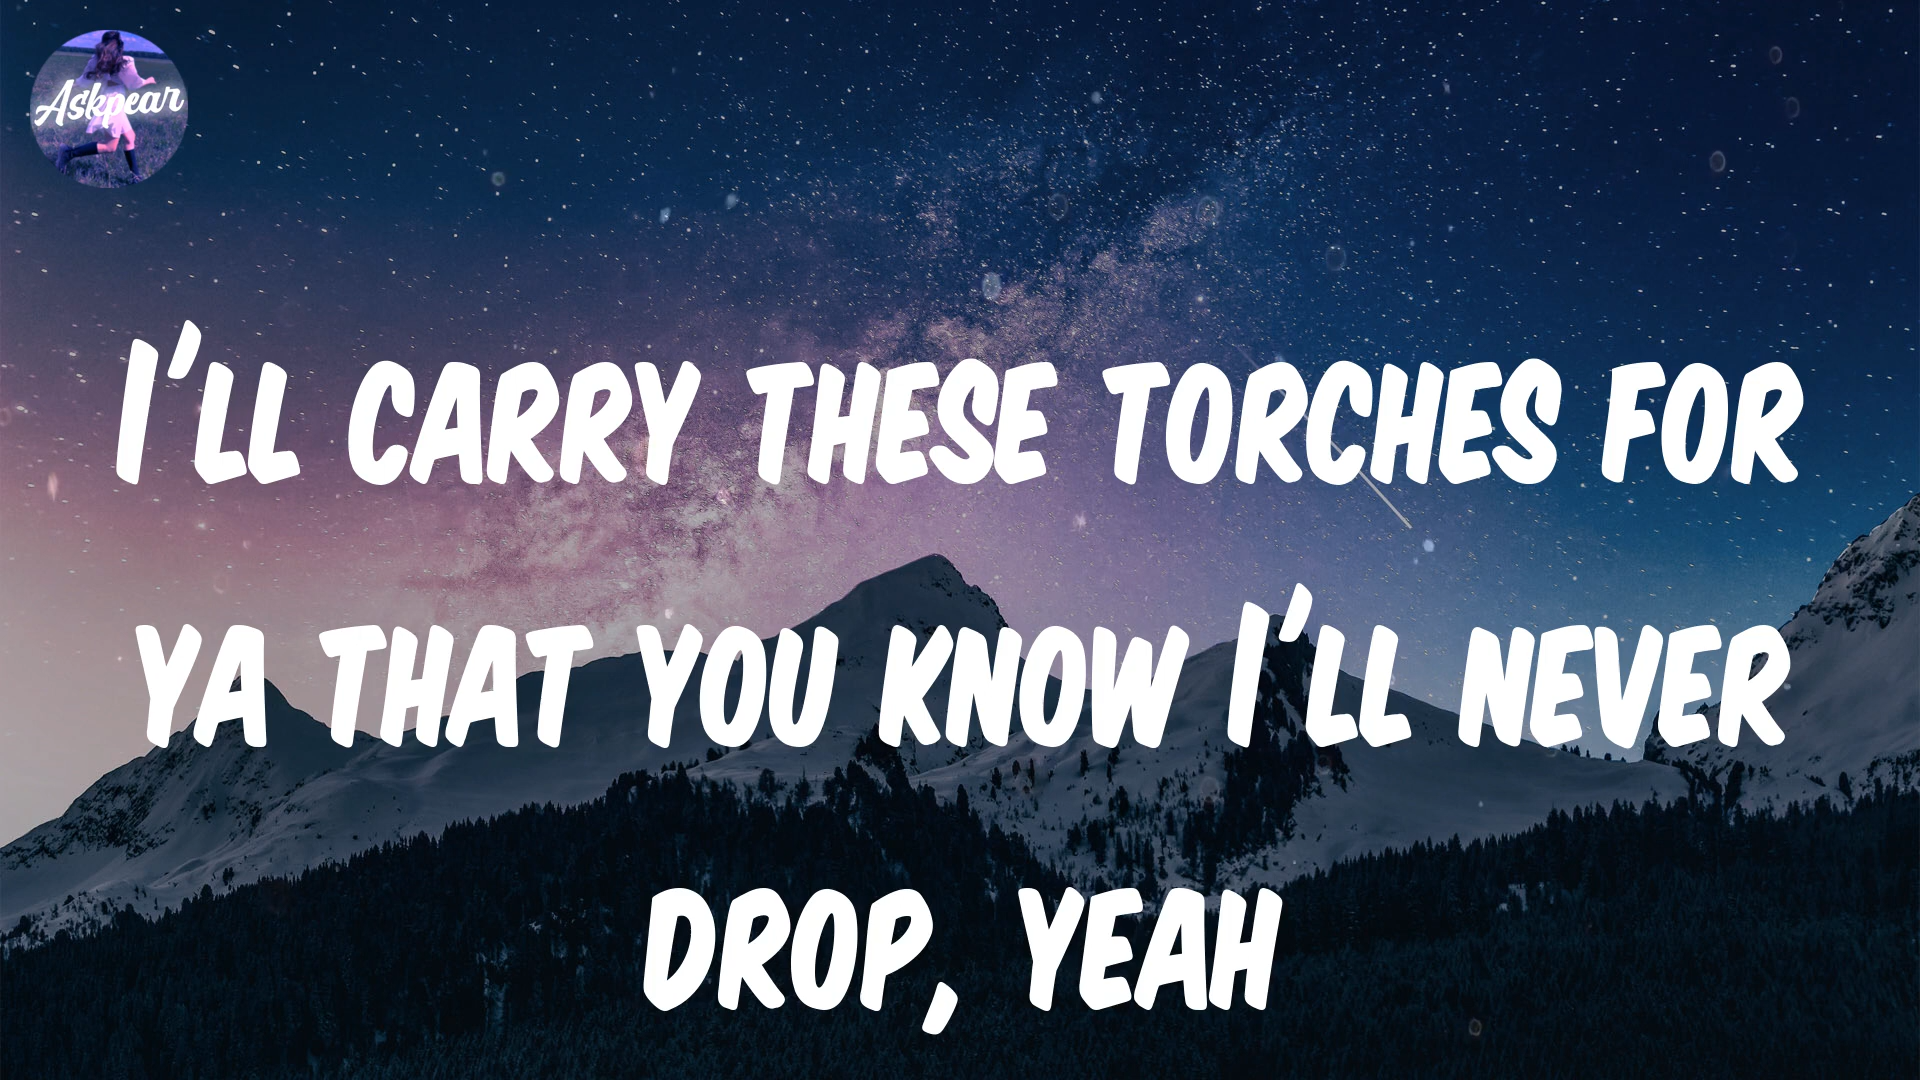 Askpear
I'LL CARRY THESE TORCHES FOR
YA THAT YOU KNOW I'LL NEVER
DROP, YEAH